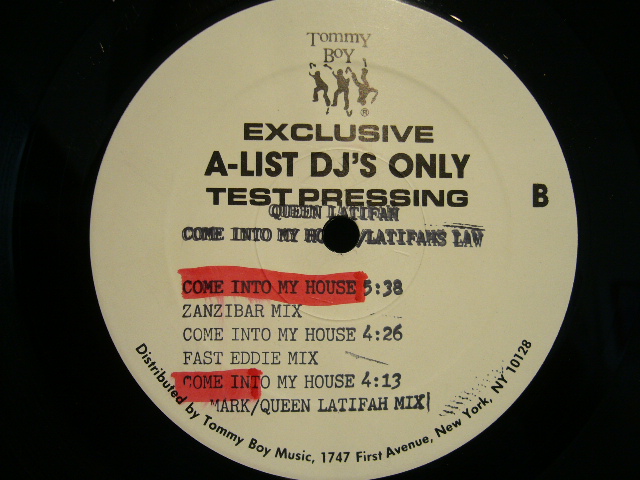 Tommy
Boy
®
EXCLUSIVE
A-LIST DJ'S ONLY
TEST PRESSING
B
QUEEN LATIFAH
COME INTO MY HOUSE/LATIFAHS LAW
COME INTO MY HOUSE 5:38
ZANZIBAR MIX
COME INTO MY HOUSE 4:26
FAST EDDIE MIX
COME INTO MY HOUSE 4:13
MARK/QUEEN LATIFAH MIX
Distributed by Tommy Boy Music, 1747 First Avenue, New York, NY 10128